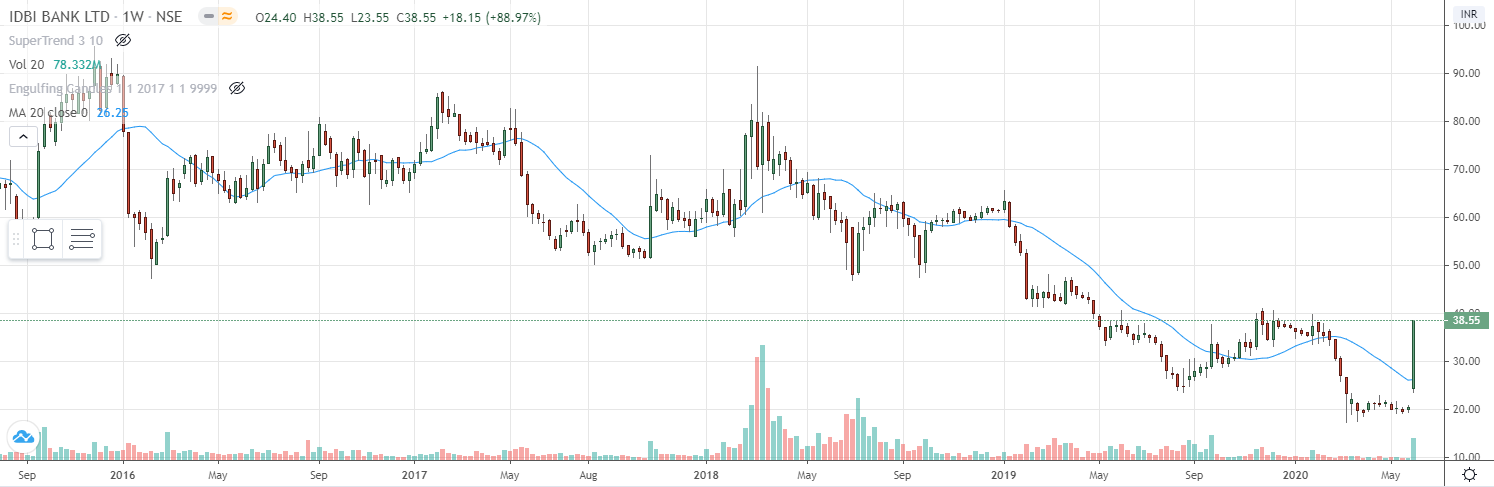 IDBI BANK LTD · 1W · NSE O24.40 H38.55 L23.55 C38.55 +18.15 (+88.97%)
INR
SuperTrend 3 10
Vol 20 78.332M
Engulfing Candles 1 1 2017 1 1 9999
MA 20 close 0 26.25
100.00
90.00
80.00
70.00
60.00
50.00
40.00
38.55
30.00
20.00
10.00
Sep 2016 May Sep 2017 May Aug 2018 May Sep 2019 May Sep 2020 May